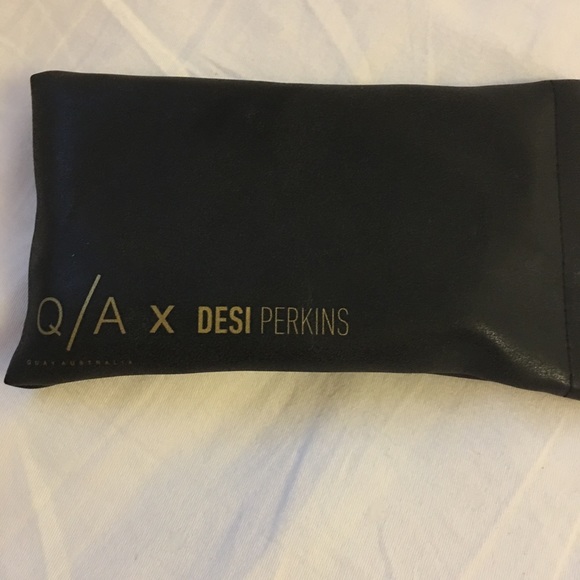 Q/A X DESI PERKINS
QUAY AUSTRALIA